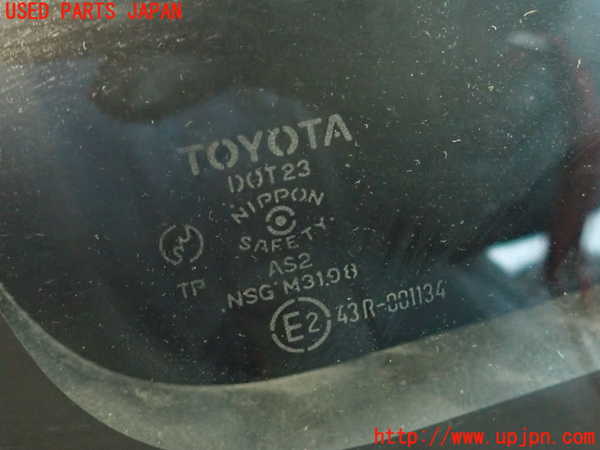 USED PARTS JAPAN
TOYOTA
DOT23
NIPPON
SAFETY
TP
AS2
NSG M3198
E2 43R-001134
http://www.upjpn.com